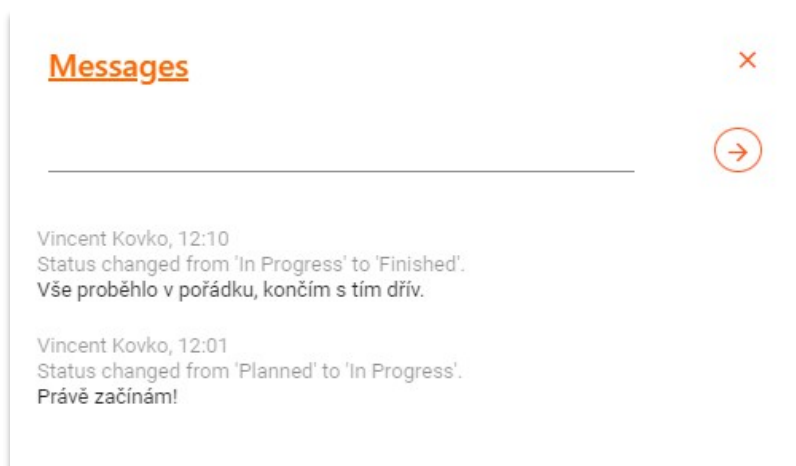 Messages
Vincent Kovko, 12:10
Status changed from 'In Progress' to 'Finished'.
Vše proběhlo v pořádku, končím s tím dřív.
Vincent Kovko, 12:01
Status changed from 'Planned' to 'In Progress'.
Právě začínám!